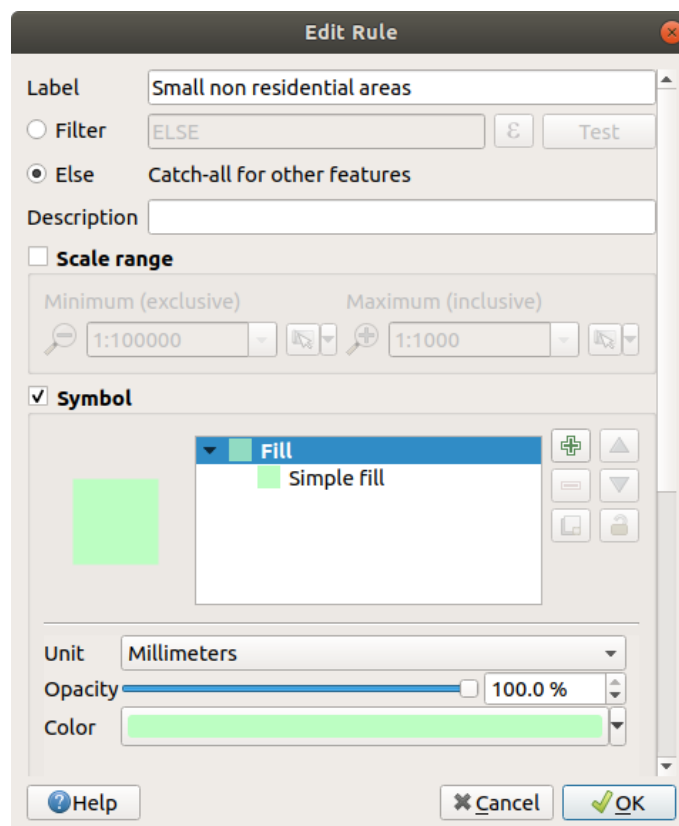 Edit Rule
Label Small non residential areas
Filter ELSE ε Test
Else Catch-all for other features
Description
Scale range
Minimum (exclusive) Maximum (inclusive)
1:100000 1:1000
Symbol
Fill
Simple fill
Unit Millimeters
Opacity 100.0 %
Color
Help Cancel OK